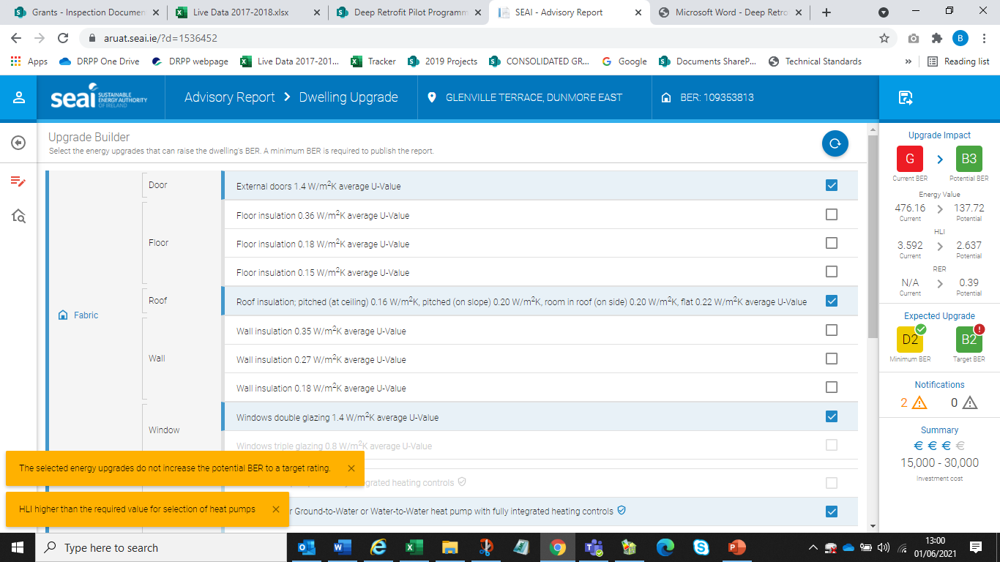 Grants - Inspection Documen
Live Data 2017-2018.xlsx
Deep Retrofit Pilot Programm
SEAI - Advisory Report
Microsoft Word - Deep Retro
aruat.seai.ie/?d=1536452
B
Apps
DRPP One Drive
DRPP webpage
Live Data 2017-201...
Tracker
2019 Projects
CONSOLIDATED GR...
Google
Documents ShareP...
Technical Standards
»
Reading list
seai SUSTAINABLE ENERGY AUTHORITY OF IRELAND
Advisory Report > Dwelling Upgrade
GLENVILLE TERRACE, DUNMORE EAST
BER: 109353813
Upgrade Builder
Select the energy upgrades that can raise the dwelling's BER. A minimum BER is required to publish the report.
Fabric
Door
External doors 1.4 W/m²K average U-Value
Floor
Floor insulation 0.36 W/m²K average U-Value
Floor insulation 0.18 W/m²K average U-Value
Floor insulation 0.15 W/m²K average U-Value
Roof
Roof insulation; pitched (at ceiling) 0.16 W/m²K, pitched (on slope) 0.20 W/m²K, room in roof (on side) 0.20 W/m²K, flat 0.22 W/m²K average U-Value
Wall
Wall insulation 0.35 W/m²K average U-Value
Wall insulation 0.27 W/m²K average U-Value
Wall insulation 0.18 W/m²K average U-Value
Window
Windows double glazing 1.4 W/m²K average U-Value
Windows triple glazing 0.8 W/m²K average U-Value
grated heating controls
r Ground-to-Water or Water-to-Water heat pump with fully integrated heating controls
The selected energy upgrades do not increase the potential BER to a target rating.
HLI higher than the required value for selection of heat pumps
Upgrade Impact
G > B3
Current BER Potential BER
Energy Value
476.16 > 137.72
Current Potential
HLI
3.592 > 2.637
Current Potential
RER
N/A > 0.39
Current Potential
Expected Upgrade
D2 B2
Minimum BER Target BER
Notifications
2 0
Summary
€ € € €
15,000 - 30,000
Investment cost
Type here to search
13:00
01/06/2021